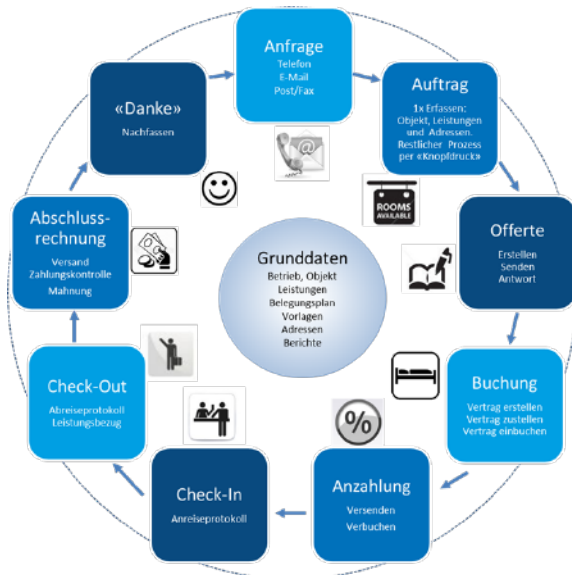 Anfrage
Telefon
E-Mail
Post/Fax
Auftrag
1x Erfassen:
Objekt, Leistungen
und Adressen.
Restlicher Prozess
per «Knopfdruck»
ROOMS
AVAILABLE
Offerte
Erstellen
Senden
Antwort
Buchung
Vertrag erstellen
Vertrag zustellen
Vertrag einbuchen
Anzahlung
Versenden
Verbuchen
%
Check-In
Anreiseprotokoll
Check-Out
Abreiseprotokoll
Leistungsbezug
Abschluss-
rechnung
Versand
Zahlungskontrolle
Mahnung
«Danke»
Nachfassen
@
Grunddaten
Betrieb, Objekt
Leistungen
Belegungsplan
Vorlagen
Adressen
Berichte